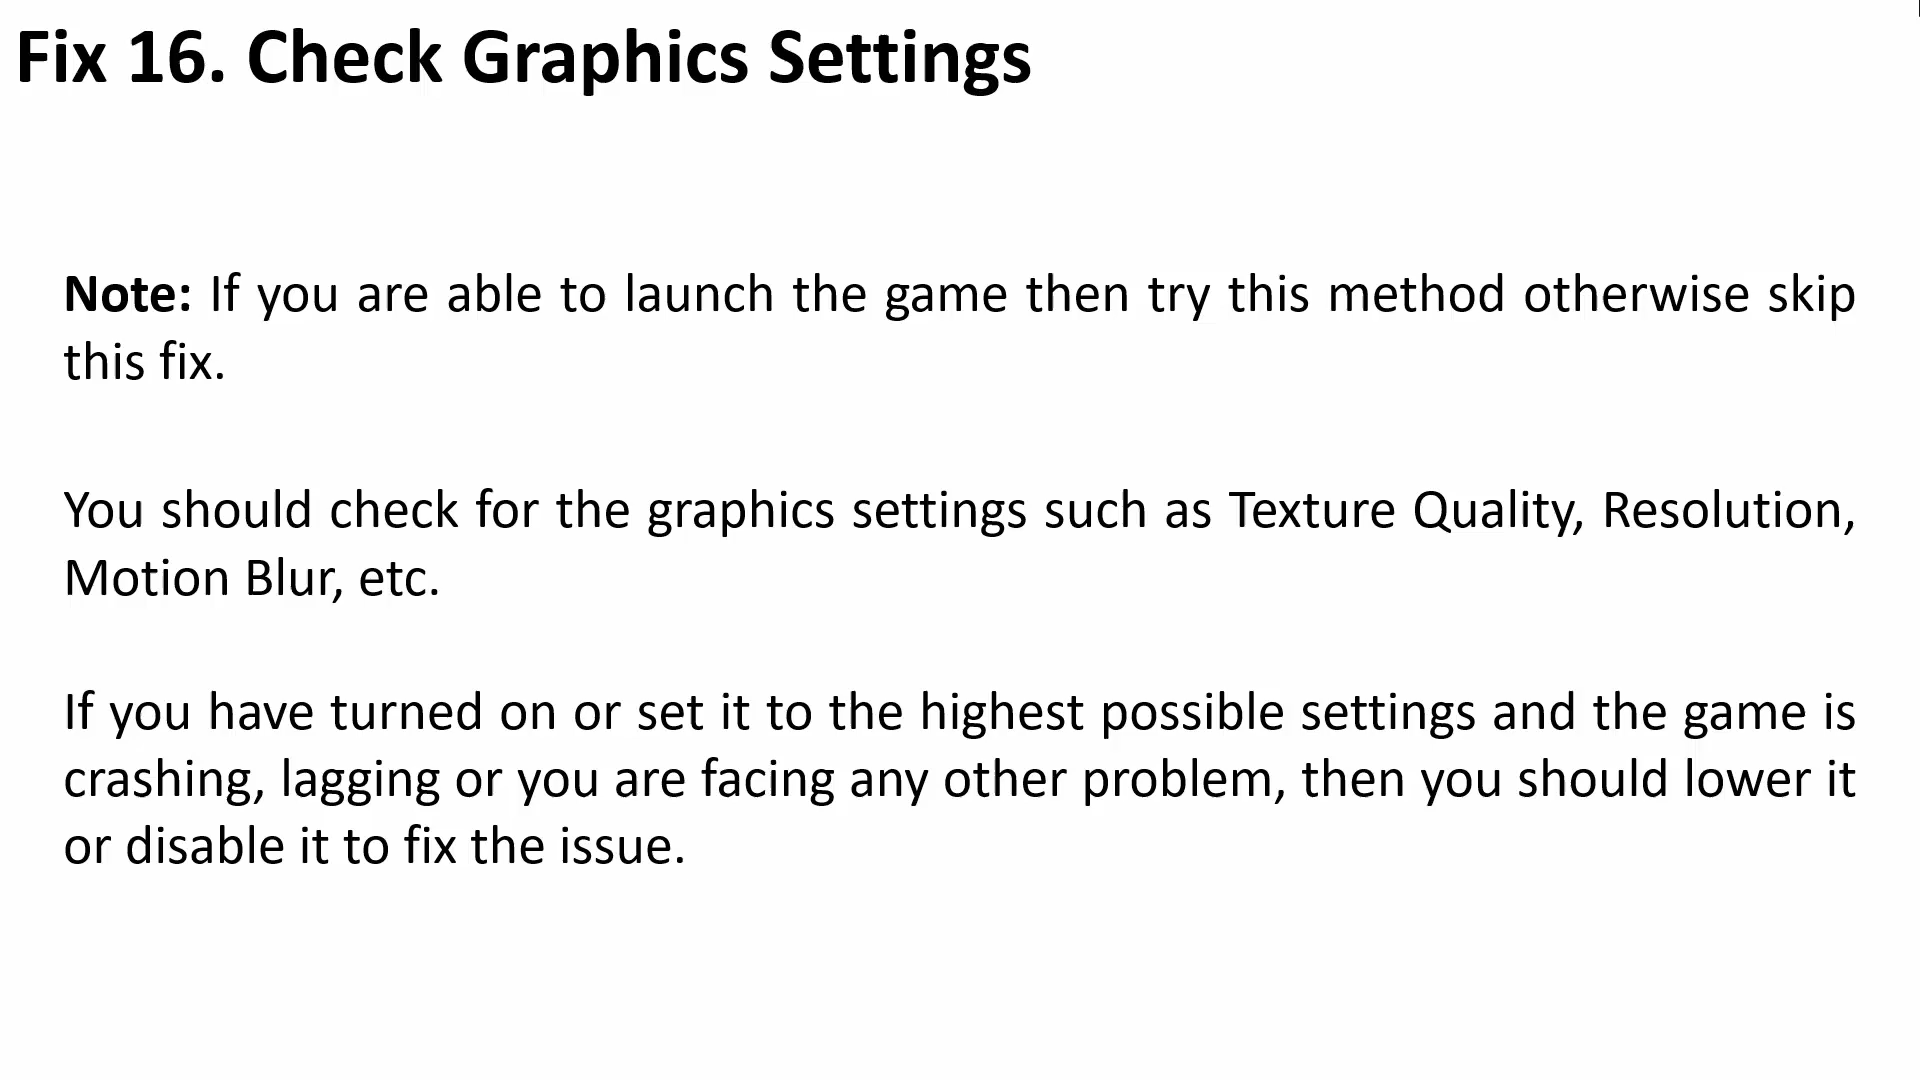 Fix 16. Check Graphics Settings
Note: If you are able to launch the game then try this method otherwise skip
this fix.
You should check for the graphics settings such as Texture Quality, Resolution,
Motion Blur, etc.
If you have turned on or set it to the highest possible settings and the game is
crashing, lagging or you are facing any other problem, then you should lower it
or disable it to fix the issue.